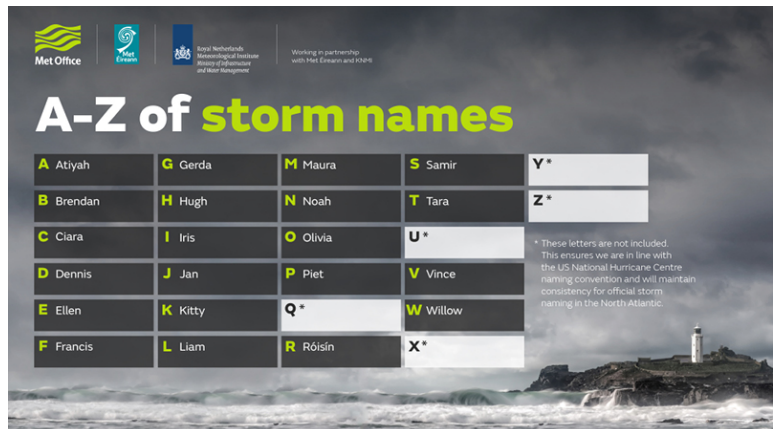 Met Office
Met
Éireann
Royal Netherlands
Meteorological Institute
Ministry of Infrastructure
and Water Management
Working in partnership
with Met Éireann and KNMI
A-Z of storm names
A Atiyah
B Brendan
C Ciara
D Dennis
E Ellen
F Francis
G Gerda
H Hugh
I Iris
J Jan
K Kitty
L Liam
M Maura
N Noah
O Olivia
P Piet
Q*
R Róisín
S Samir
T Tara
U*
V Vince
W Willow
X*
Y*
Z*
* These letters are not included.
This ensures we are in line with
the US National Hurricane Centre
naming convention and will maintain
consistency for official storm
naming in the North Atlantic.